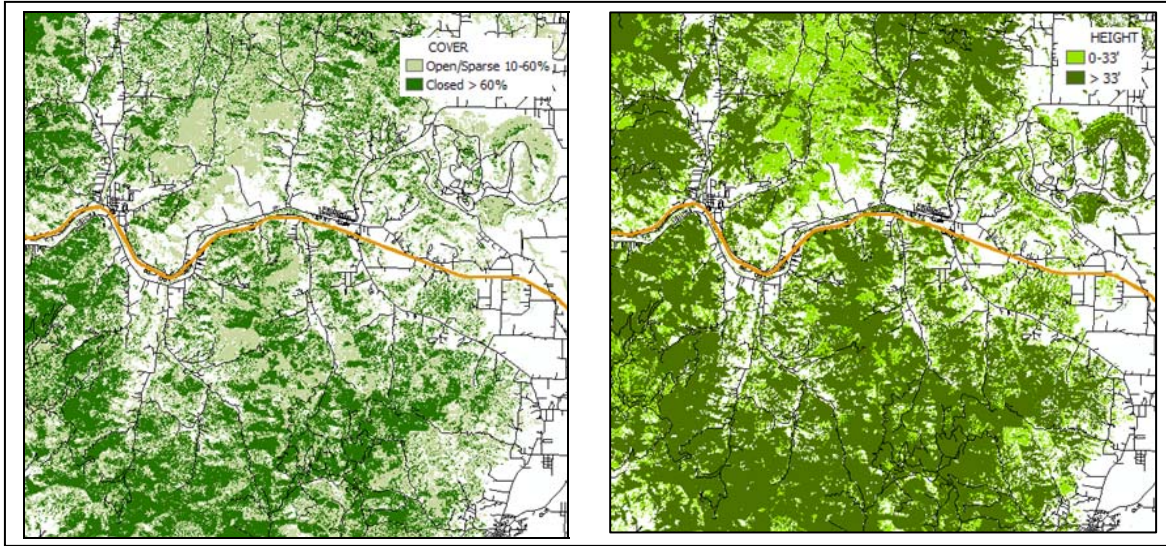 COVER
Open/Sparse 10-60%
Closed > 60%
HEIGHT
0-33'
> 33'